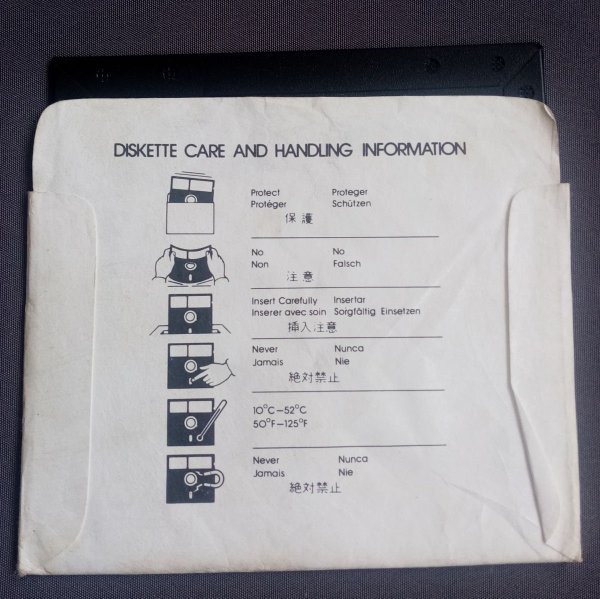 DISKETTE CARE AND HANDLING INFORMATION
Protect Proteger
Protéger Schützen
保護
No No
Non Falsch
注意
Insert Carefully Insertar
Inserer avec soin Sorgfältig Einsetzen
挿入注意
Never Nunca
Jamais Nie
絶対禁止
10°C–52°C
50°F–125°F
Never Nunca
Jamais Nie
絶対禁止